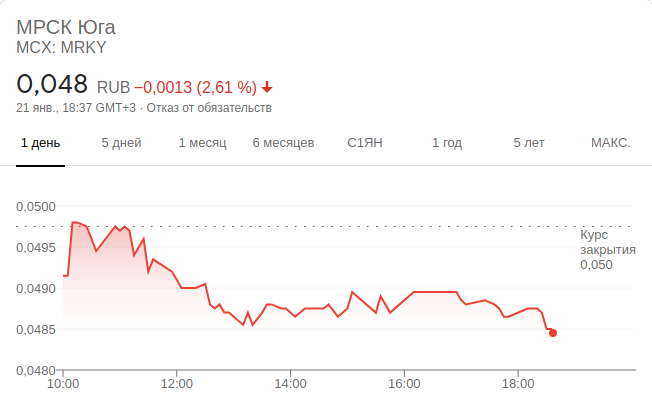 МРСК Юга
MCX: MRKY
0,048 RUB −0,0013 (2,61 %)
21 янв., 18:37 GMT+3 · Отказ от обязательств
1 день 5 дней 1 месяц 6 месяцев С1ЯН 1 год 5 лет МАКС.
0,0500
Курс
закрытия
0,050
0,0495
0,0490
0,0485
0,0480
10:00 12:00 14:00 16:00 18:00